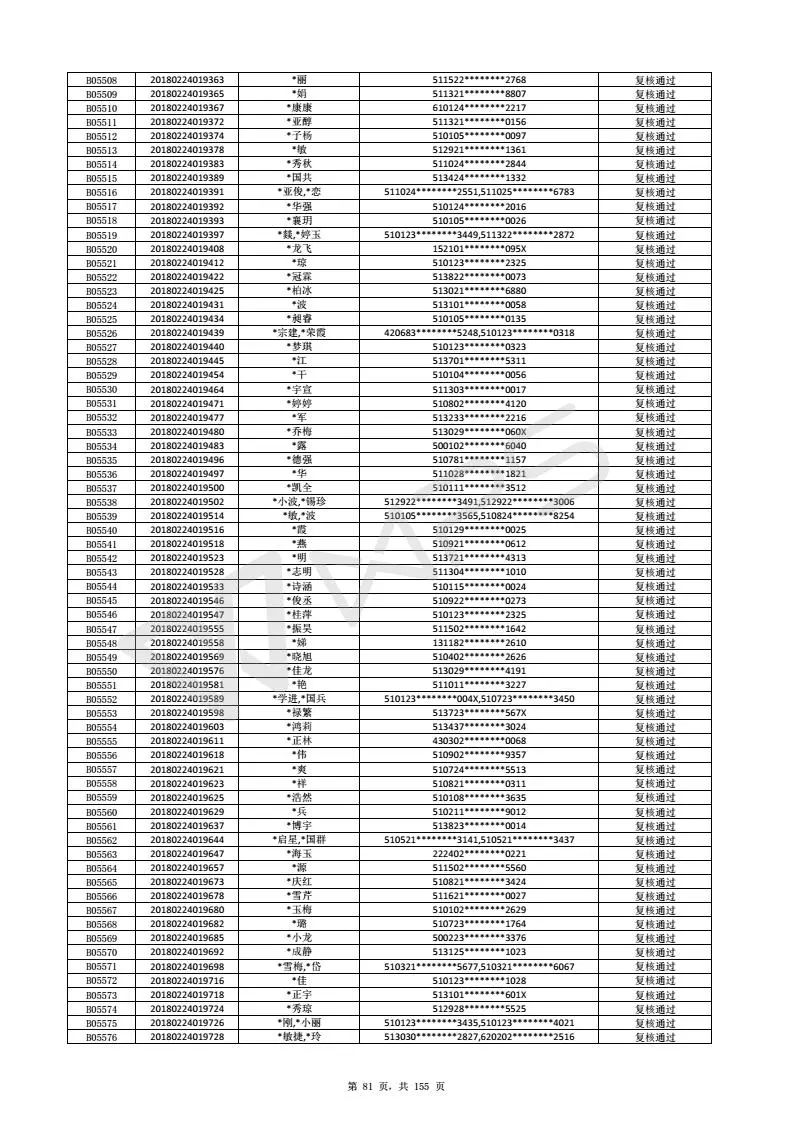 B05508 20180224019363 *丽 511522********2768 复核通过
B05509 20180224019365 *娟 511321********8807 复核通过
B05510 20180224019367 *康康 610124********2217 复核通过
B05511 20180224019372 *亚醇 511321********0156 复核通过
B05512 20180224019374 *子杨 510105********0097 复核通过
B05513 20180224019378 *敏 512921********1361 复核通过
B05514 20180224019383 *秀秋 511024********2844 复核通过
B05515 20180224019389 *国共 513424********1332 复核通过
B05516 20180224019391 *亚俊,*恋 511024********2551,511025********6783 复核通过
B05517 20180224019392 *华强 510124********2016 复核通过
B05518 20180224019393 *襄玥 510105********0026 复核通过
B05519 20180224019397 *燚,*婷玉 510123********3449,511322********2872 复核通过
B05520 20180224019408 *龙飞 152101********095X 复核通过
B05521 20180224019412 *琼 510123********2325 复核通过
B05522 20180224019422 *冠霖 513822********0073 复核通过
B05523 20180224019425 *柏冰 513021********6880 复核通过
B05524 20180224019431 *波 513101********0058 复核通过
B05525 20180224019434 *昶睿 510105********0135 复核通过
B05526 20180224019439 *宗建,*荣霞 420683********5248,510123********0318 复核通过
B05527 20180224019440 *梦琪 510123********0323 复核通过
B05528 20180224019445 *江 513701********5311 复核通过
B05529 20180224019454 *干 510104********0056 复核通过
B05530 20180224019464 *宇宣 511303********0017 复核通过
B05531 20180224019471 *婷婷 510802********4120 复核通过
B05532 20180224019477 *军 513233********2216 复核通过
B05533 20180224019480 *乔梅 513029********060X 复核通过
B05534 20180224019483 *露 500102********6040 复核通过
B05535 20180224019496 *德强 510781********1157 复核通过
B05536 20180224019497 *华 511028********1821 复核通过
B05537 20180224019500 *凯全 510111********3512 复核通过
B05538 20180224019502 *小波,*锡珍 512922********3491,512922********3006 复核通过
B05539 20180224019514 *敏,*波 510105********3565,510824********8254 复核通过
B05540 20180224019516 *霞 510129********0025 复核通过
B05541 20180224019518 *燕 510921********0612 复核通过
B05542 20180224019523 *明 513721********4313 复核通过
B05543 20180224019528 *志明 511304********1010 复核通过
B05544 20180224019533 *诗涵 510115********0024 复核通过
B05545 20180224019546 *俊丞 510922********0273 复核通过
B05546 20180224019547 *桂萍 510123********2325 复核通过
B05547 20180224019555 *振昊 511502********1642 复核通过
B05548 20180224019558 *娣 131182********2610 复核通过
B05549 20180224019569 *晓旭 510402********2626 复核通过
B05550 20180224019576 *佳龙 513029********4191 复核通过
B05551 20180224019581 *艳 511011********3227 复核通过
B05552 20180224019589 *学进,*国兵 510123********004X,510723********3450 复核通过
B05553 20180224019598 *禄繁 513723********567X 复核通过
B05554 20180224019603 *鸿莉 513437********3024 复核通过
B05555 20180224019611 *正林 430302********0068 复核通过
B05556 20180224019618 *伟 510902********9357 复核通过
B05557 20180224019621 *爽 510724********5513 复核通过
B05558 20180224019623 *祥 510821********0311 复核通过
B05559 20180224019625 *浩然 510108********3635 复核通过
B05560 20180224019629 *兵 510211********9012 复核通过
B05561 20180224019637 *博宇 513823********0014 复核通过
B05562 20180224019644 *启星,*国群 510521********3141,510521********3437 复核通过
B05563 20180224019647 *海玉 222402********0221 复核通过
B05564 20180224019657 *源 511502********5560 复核通过
B05565 20180224019673 *庆红 510821********3424 复核通过
B05566 20180224019678 *雪芹 511621********0027 复核通过
B05567 20180224019680 *玉梅 510102********2629 复核通过
B05568 20180224019682 *璐 510723********1764 复核通过
B05569 20180224019685 *小龙 500223********3376 复核通过
B05570 20180224019692 *成静 513125********1023 复核通过
B05571 20180224019698 *雪梅,*岱 510321********5677,510321********6067 复核通过
B05572 20180224019716 *佳 510123********1028 复核通过
B05573 20180224019718 *正宇 513101********601X 复核通过
B05574 20180224019724 *秀琼 512928********5525 复核通过
B05575 20180224019726 *刚,*小丽 510123********3435,510123********4021 复核通过
B05576 20180224019728 *敏捷,*玲 513030********2827,620202********2516 复核通过
WPS
第 81 页,共 155 页